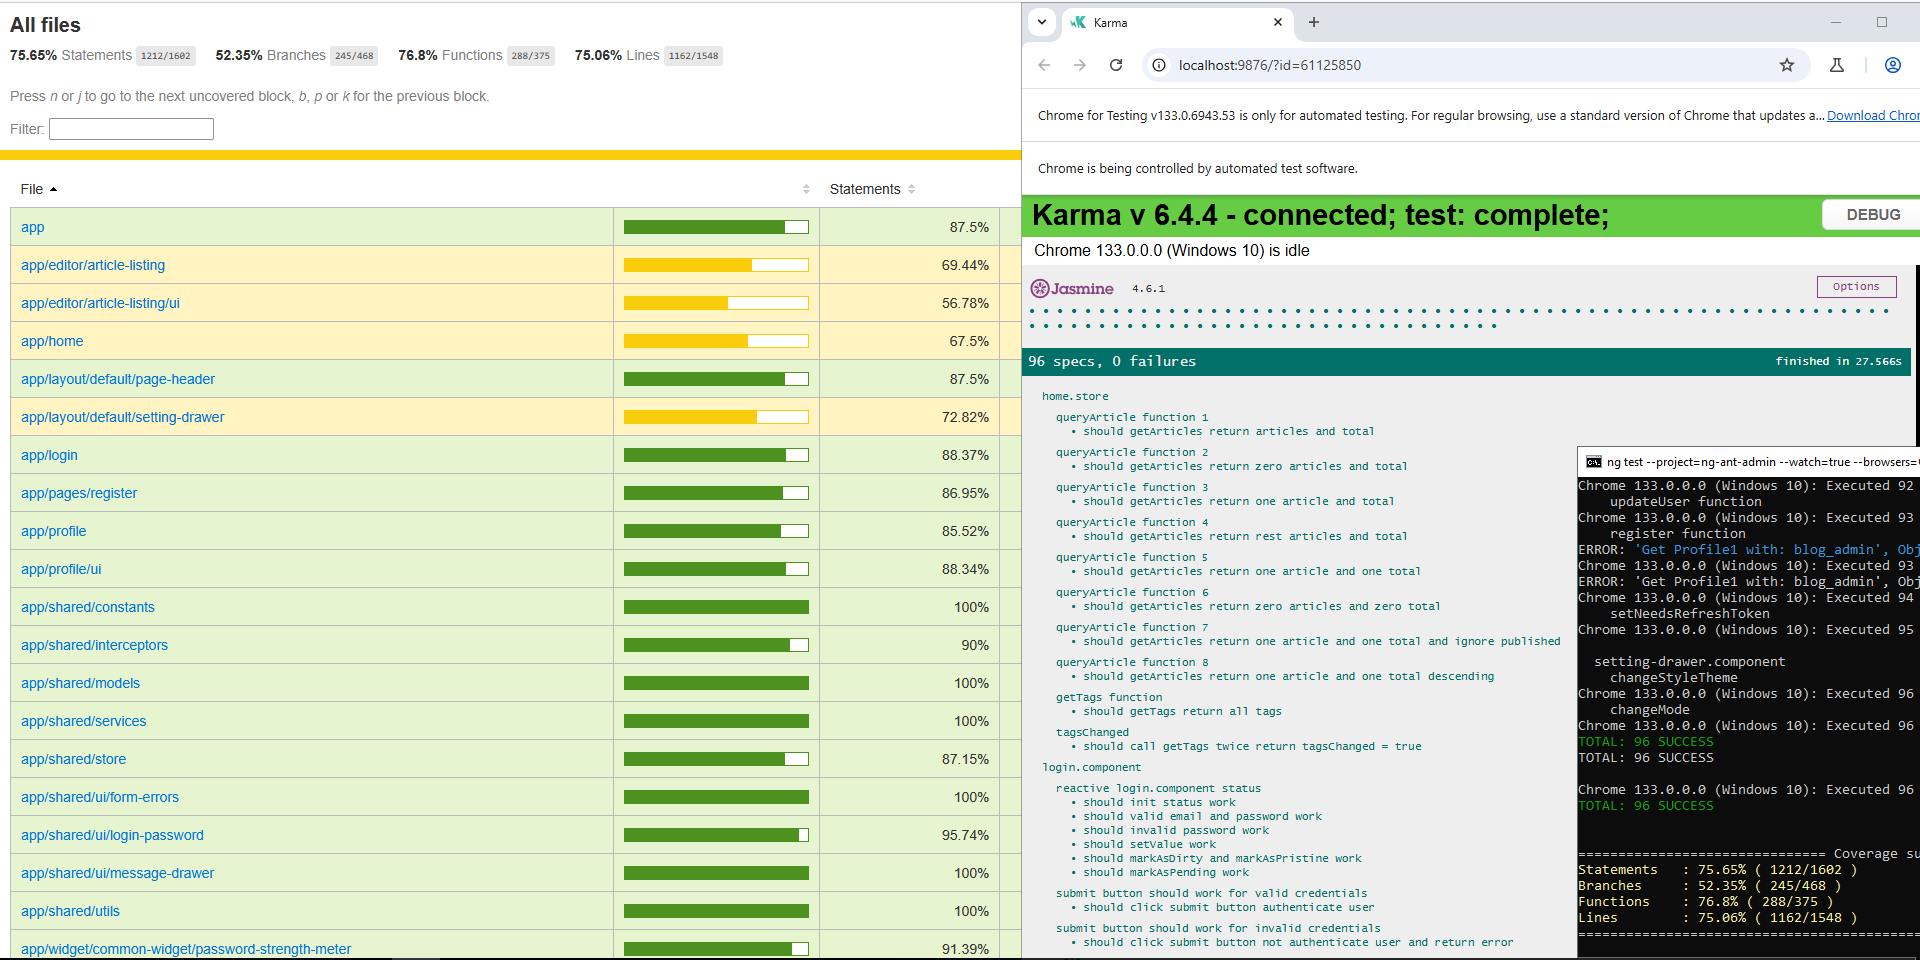 All files
75.65% Statements 1212/1602 52.35% Branches 245/468 76.8% Functions 288/375 75.06% Lines 1162/1548
Press n or j to go to the next uncovered block, b, p or k for the previous block.
Filter:
File Statements
app 87.5%
app/editor/article-listing 69.44%
app/editor/article-listing/ui 56.78%
app/home 67.5%
app/layout/default/page-header 87.5%
app/layout/default/setting-drawer 72.82%
app/login 88.37%
app/pages/register 86.95%
app/profile 85.52%
app/profile/ui 88.34%
app/shared/constants 100%
app/shared/interceptors 90%
app/shared/models 100%
app/shared/services 100%
app/shared/store 87.15%
app/shared/ui/form-errors 100%
app/shared/ui/login-password 95.74%
app/shared/ui/message-drawer 100%
app/shared/utils 100%
app/widget/common-widget/password-strength-meter 91.39%
Karma
localhost:9876/?id=61125850
Chrome for Testing v133.0.6943.53 is only for automated testing. For regular browsing, use a standard version of Chrome that updates a... Download Chror
Chrome is being controlled by automated test software.
Karma v 6.4.4 - connected; test: complete;
DEBUG
Chrome 133.0.0.0 (Windows 10) is idle
Jasmine 4.6.1
Options
96 specs, 0 failures finished in 27.566s
home.store
queryArticle function 1
• should getArticles return articles and total
queryArticle function 2
• should getArticles return zero articles and total
queryArticle function 3
• should getArticles return one article and total
queryArticle function 4
• should getArticles return rest articles and total
queryArticle function 5
• should getArticles return one article and one total
queryArticle function 6
• should getArticles return zero articles and zero total
queryArticle function 7
• should getArticles return one article and one total and ignore published
queryArticle function 8
• should getArticles return one article and one total descending
getTags function
• should getTags return all tags
tagsChanged
• should call getTags twice return tagsChanged = true
login.component
reactive login.component status
• should init status work
• should valid email and password work
• should invalid password work
• should setValue work
• should markAsDirty and markAsPristine work
• should markAsPending work
submit button should work for valid credentials
• should click submit button authenticate user
submit button should work for invalid credentials
• should click submit button not authenticate user and return error
ng test --project=ng-ant-admin --watch=true --browsers=
Chrome 133.0.0.0 (Windows 10): Executed 92
updateUser function
Chrome 133.0.0.0 (Windows 10): Executed 93
register function
ERROR: 'Get Profile1 with: blog_admin', Obj
Chrome 133.0.0.0 (Windows 10): Executed 93
ERROR: 'Get Profile1 with: blog_admin', Obj
Chrome 133.0.0.0 (Windows 10): Executed 94
setNeedsRefreshToken
Chrome 133.0.0.0 (Windows 10): Executed 95
setting-drawer.component
changeStyleTheme
Chrome 133.0.0.0 (Windows 10): Executed 96
changeMode
Chrome 133.0.0.0 (Windows 10): Executed 96
TOTAL: 96 SUCCESS
TOTAL: 96 SUCCESS
Chrome 133.0.0.0 (Windows 10): Executed 96
TOTAL: 96 SUCCESS
=============================== Coverage su
Statements : 75.65% ( 1212/1602 )
Branches : 52.35% ( 245/468 )
Functions : 76.8% ( 288/375 )
Lines : 75.06% ( 1162/1548 )
===========================================